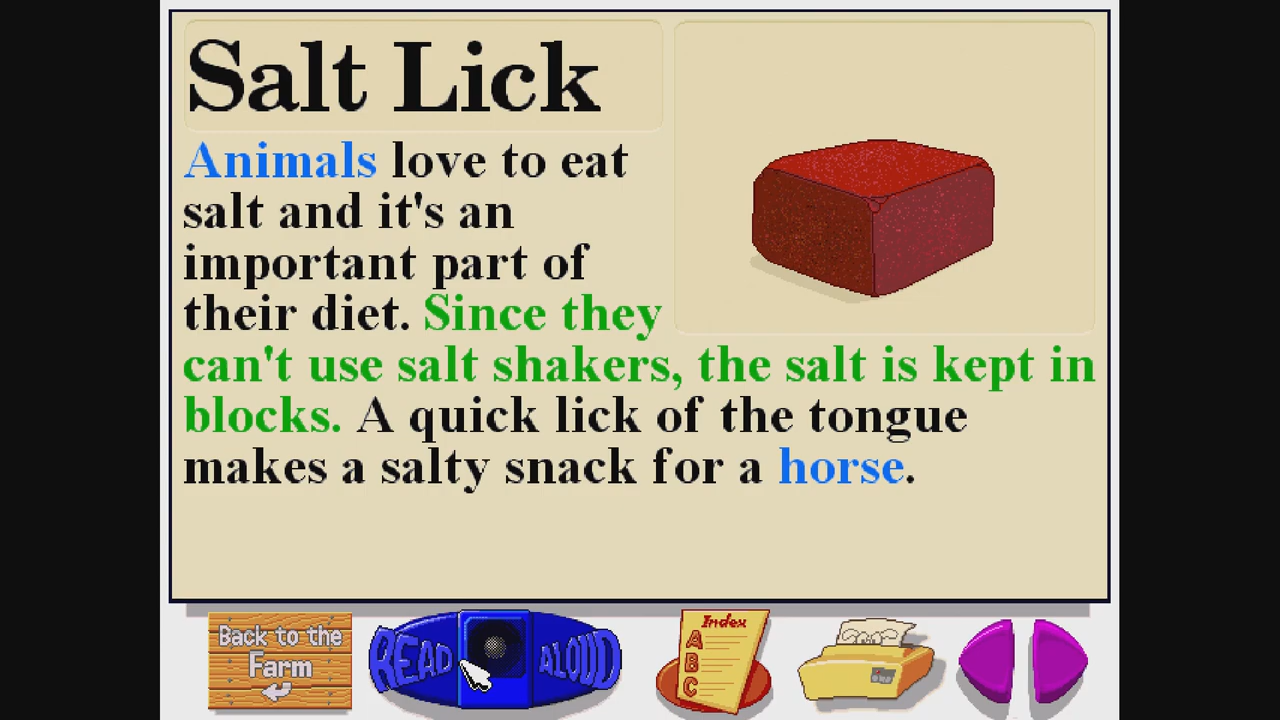 Salt Lick
Animals love to eat
salt and it's an
important part of
their diet. Since they
can't use salt shakers, the salt is kept in
blocks. A quick lick of the tongue
makes a salty snack for a horse.
Back to the
Farm
READ ALOUD
Index
A
B
C